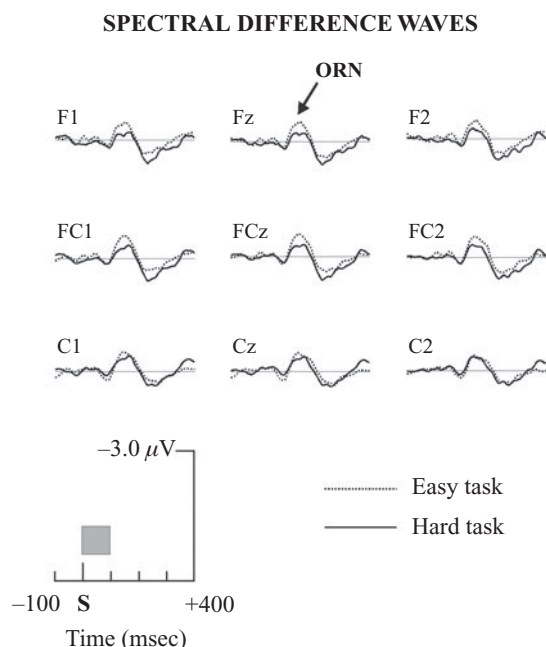 SPECTRAL DIFFERENCE WAVES
ORN
F1 Fz F2
FC1 FCz FC2
C1 Cz C2
–3.0 μV
Easy task
Hard task
–100 S +400
Time (msec)